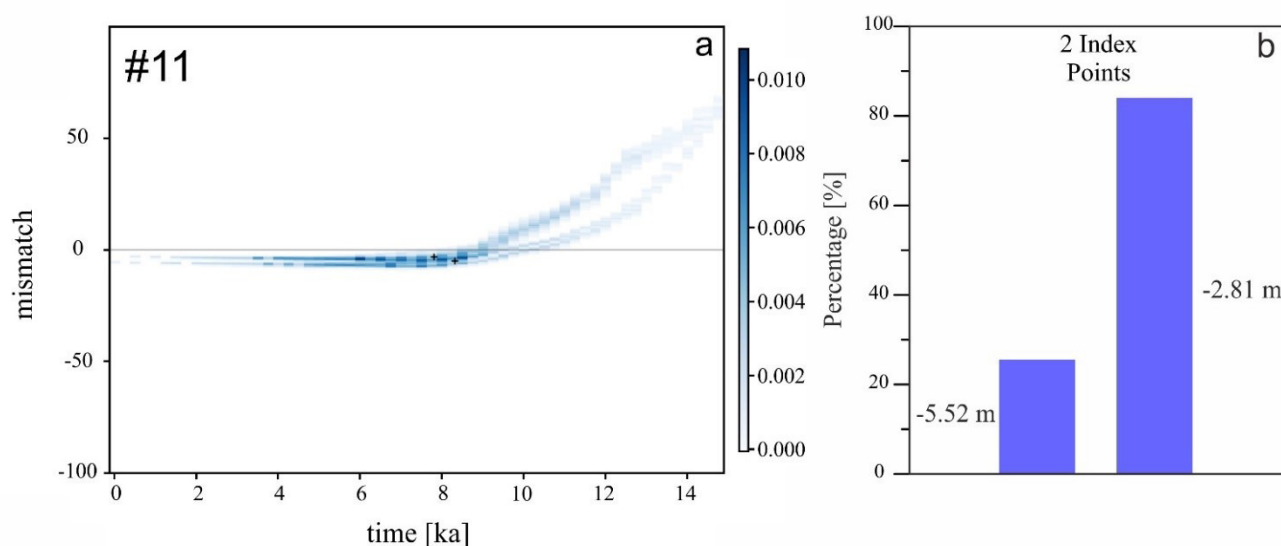 #11
a
mismatch
50
0
-50
-100
0 2 4 6 8 10 12 14
time [ka]
0.010
0.008
0.006
0.004
0.002
0.000
b
2 Index
Points
Percentage [%]
100
80
60
40
20
0
-5.52 m
-2.81 m